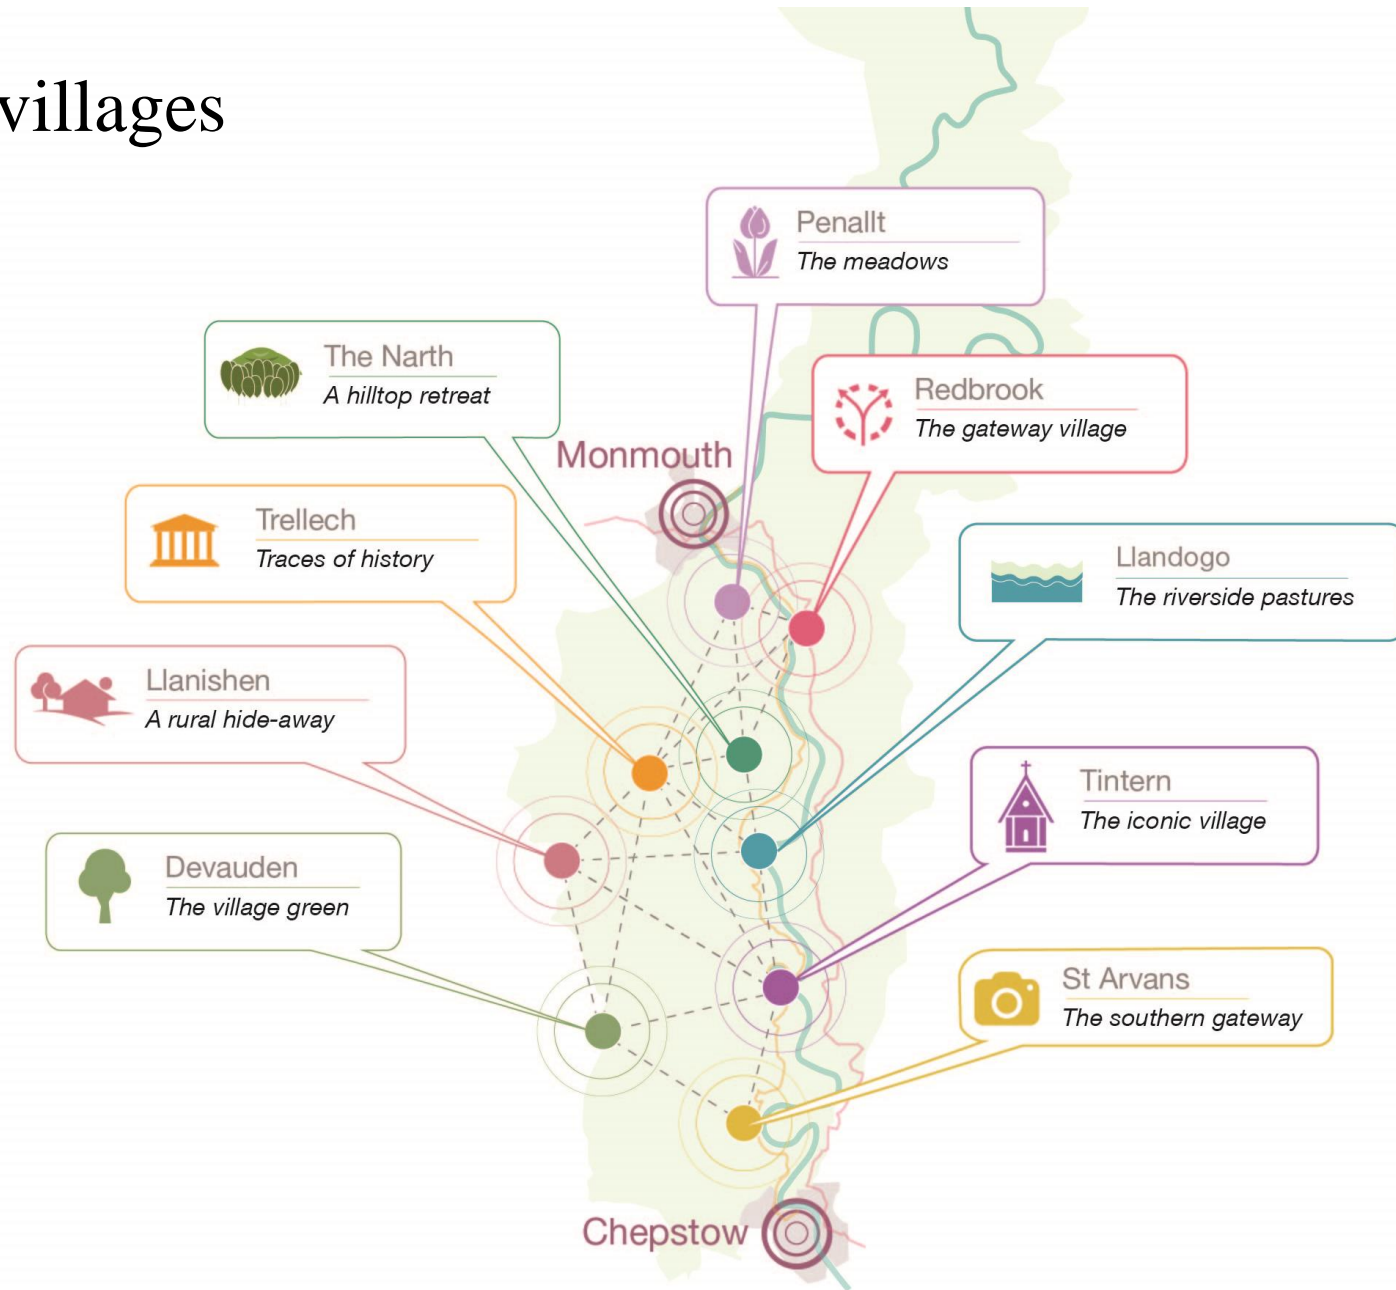 villages
Penallt
The meadows
The Narth
A hilltop retreat
Redbrook
The gateway village
Monmouth
Trellech
Traces of history
Llandogo
The riverside pastures
Llanishen
A rural hide-away
Tintern
The iconic village
Devauden
The village green
St Arvans
The southern gateway
Chepstow